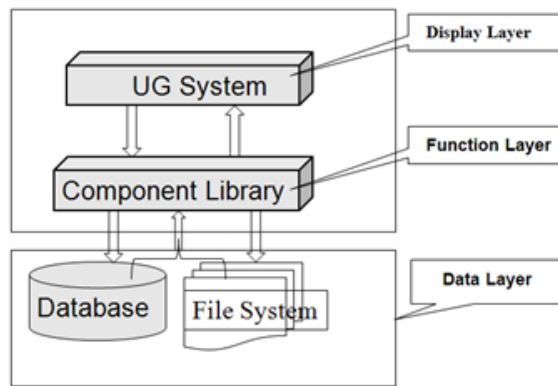 Display Layer
UG System
Function Layer
Component Library
Data Layer
Database
File System